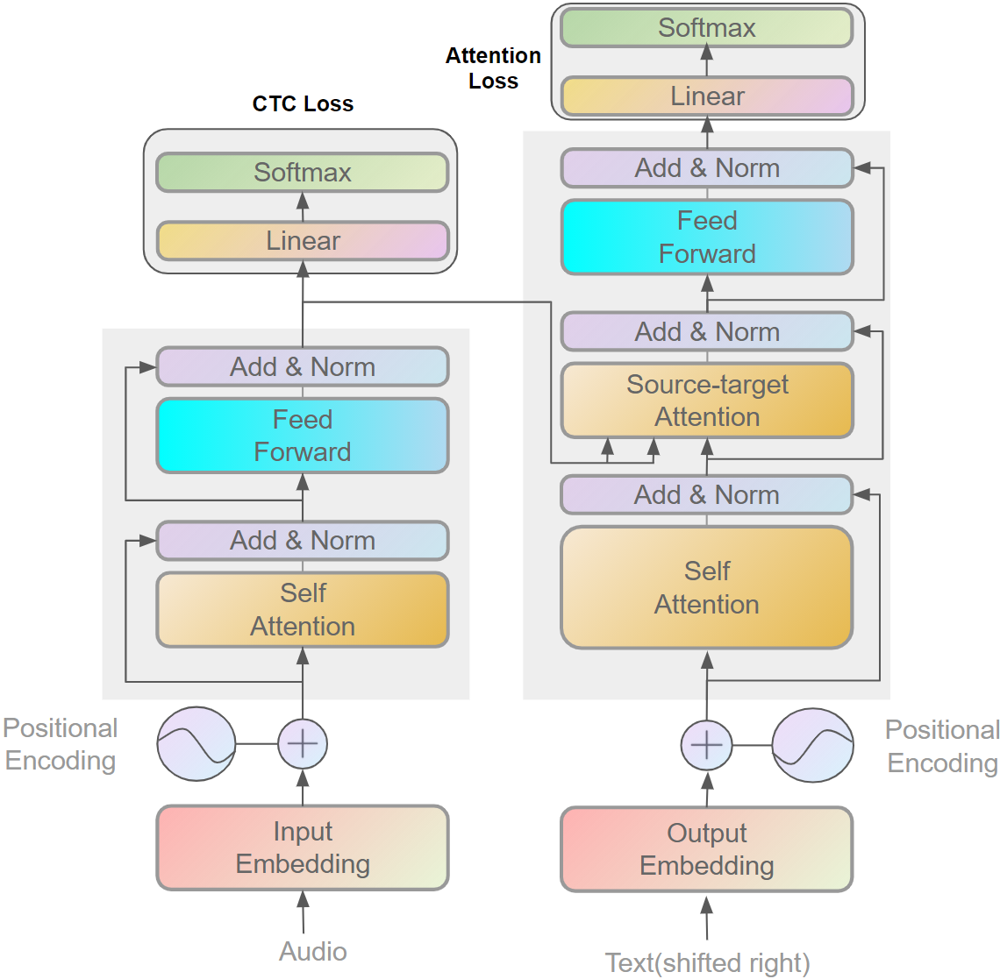 CTC Loss
Softmax
Linear
Add & Norm
Feed
Forward
Add & Norm
Self
Attention
Positional
Encoding
Input
Embedding
Audio
Attention
Loss
Softmax
Linear
Add & Norm
Feed
Forward
Add & Norm
Source-target
Attention
Add & Norm
Self
Attention
Positional
Encoding
Output
Embedding
Text(shifted right)